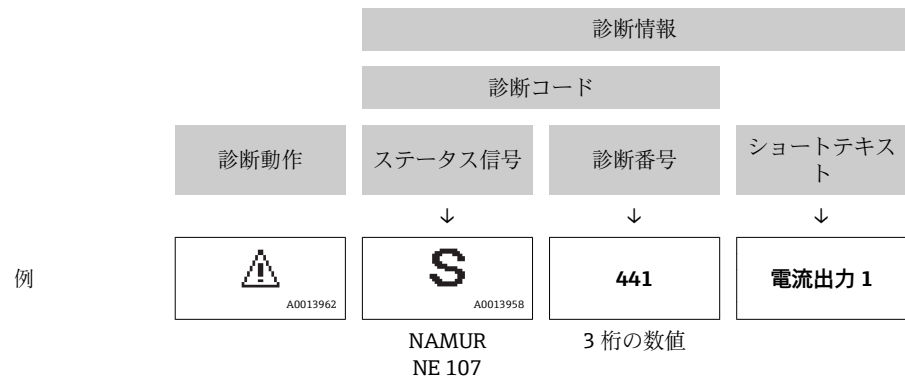 診断情報
診断コード
診断動作 ステータス信号 診断番号 ショートテキス
ト
↓ ↓ ↓
例 S 441 電流出力 1
A0013962 A0013958
NAMUR 3 桁の数値
NE 107